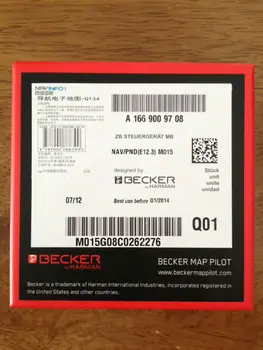 NAVINFO
导航电子地图-Q134
A 166 900 97 08
ZB STEUERGERÄT MB
NAV/PND(E12.3) M015
designed by
BECKER
by HARMAN
Stück
unit
unité
unidad
07/12
Best use before Q1/2014
M015G08C0262276
Q01
BECKER
by HARMAN
BECKER MAP PILOT
www.beckermappilot.com
Becker is a trademark of Harman International Industries, incorporated registered in
the United States and other countries.